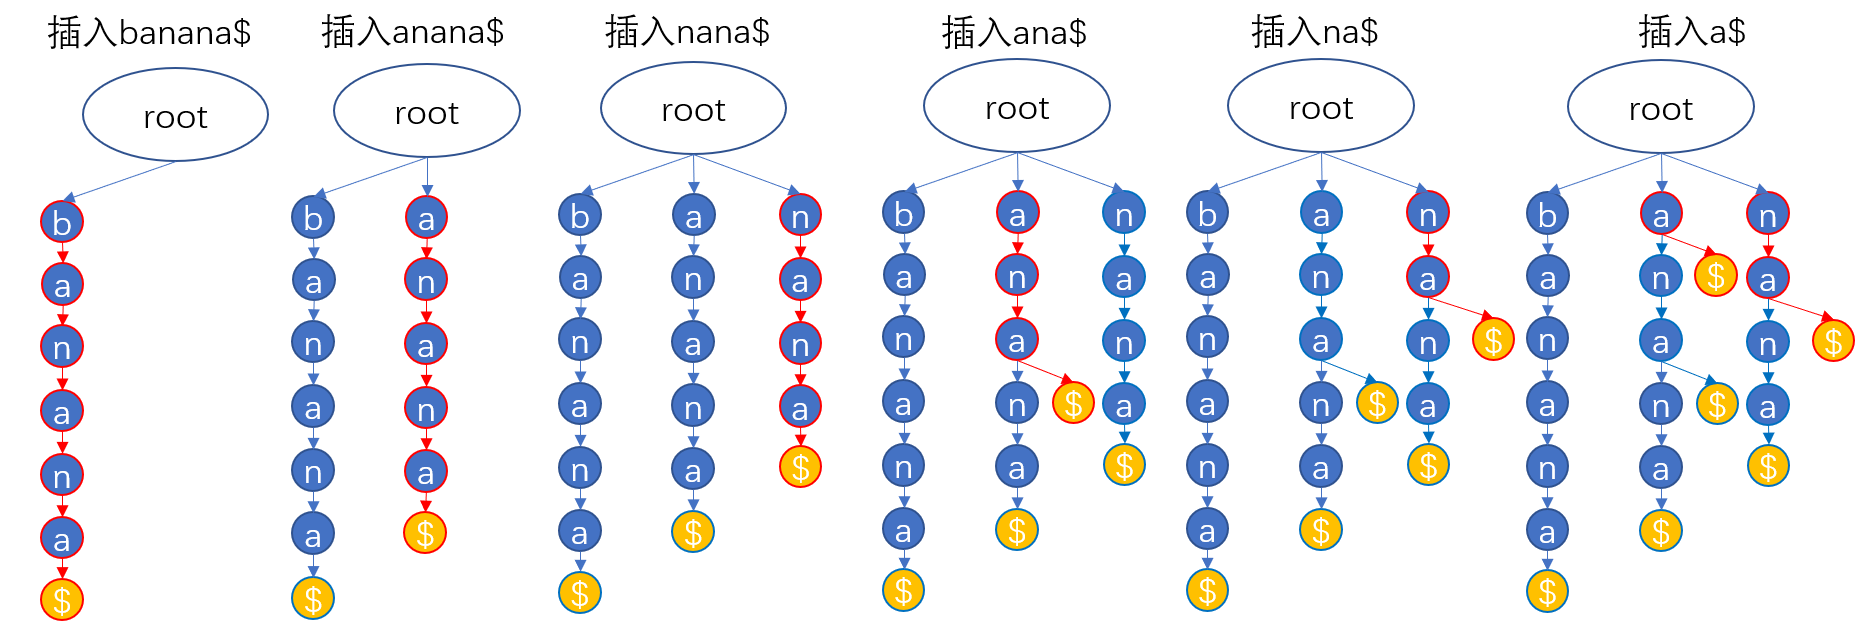 插入banana$
root
b
a
n
a
n
a
$
插入anana$
root
b a
a n
n a
a n
n a
a $
$
插入nana$
root
b a n
a n a
n a n
a n a
n a $
a $
$
插入ana$
root
b a n
a n a
n a n
a n $ a
n a $
a $
$
插入na$
root
b a n
a n a
n a n $
a n $ a
n a $
a $
$
插入a$
root
b a n
a n $ a
n a n $
a n $ a
n a $
a $
$